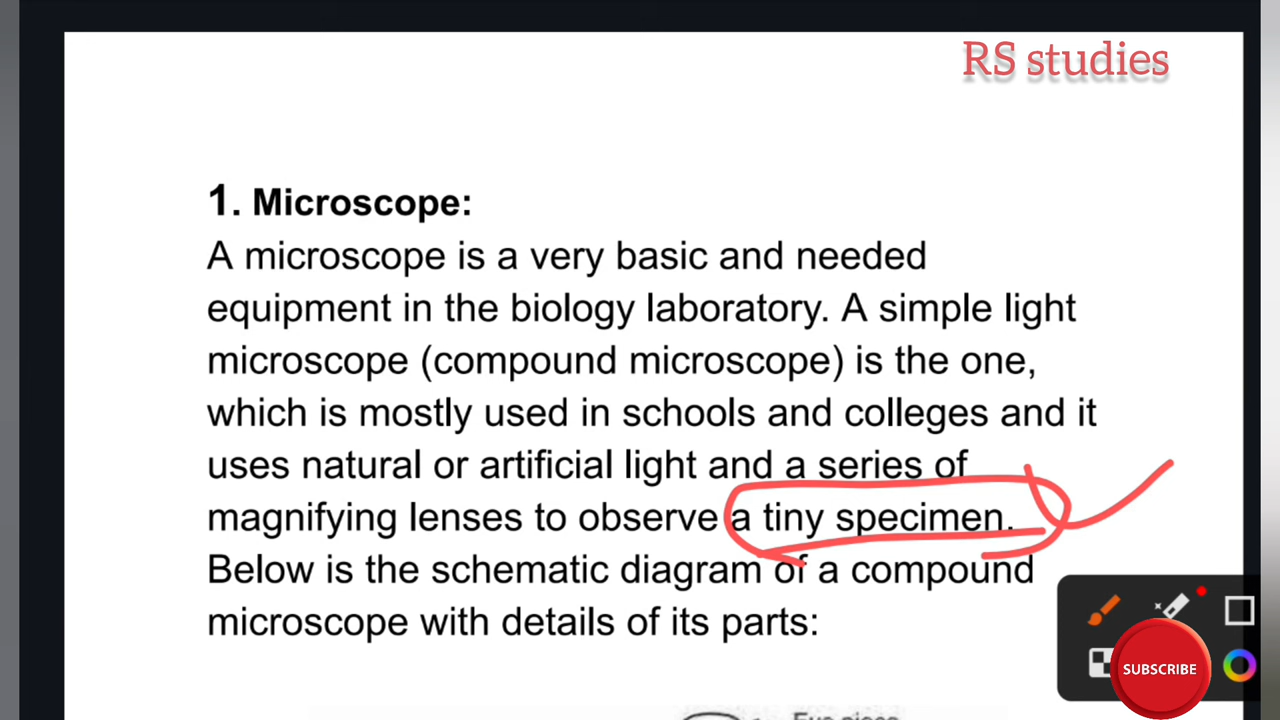 RS studies
1. Microscope:
A microscope is a very basic and needed
equipment in the biology laboratory. A simple light
microscope (compound microscope) is the one,
which is mostly used in schools and colleges and it
uses natural or artificial light and a series of
magnifying lenses to observe a tiny specimen.
Below is the schematic diagram of a compound
microscope with details of its parts:
SUBSCRIBE